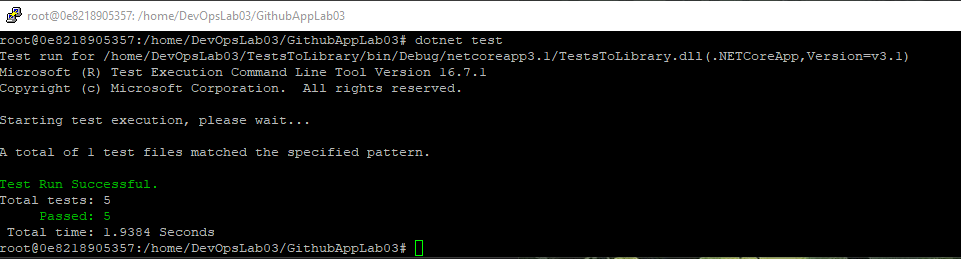 root@0e8218905357: /home/DevOpsLab03/GithubAppLab03
root@0e8218905357:/home/DevOpsLab03/GithubAppLab03# dotnet test
Test run for /home/DevOpsLab03/TestsToLibrary/bin/Debug/netcoreapp3.1/TestsToLibrary.dll(.NETCoreApp,Version=v3.1)
Microsoft (R) Test Execution Command Line Tool Version 16.7.1
Copyright (c) Microsoft Corporation.  All rights reserved.
Starting test execution, please wait...
A total of 1 test files matched the specified pattern.
Test Run Successful.
Total tests: 5
Passed: 5
Total time: 1.9384 Seconds
root@0e8218905357:/home/DevOpsLab03/GithubAppLab03#